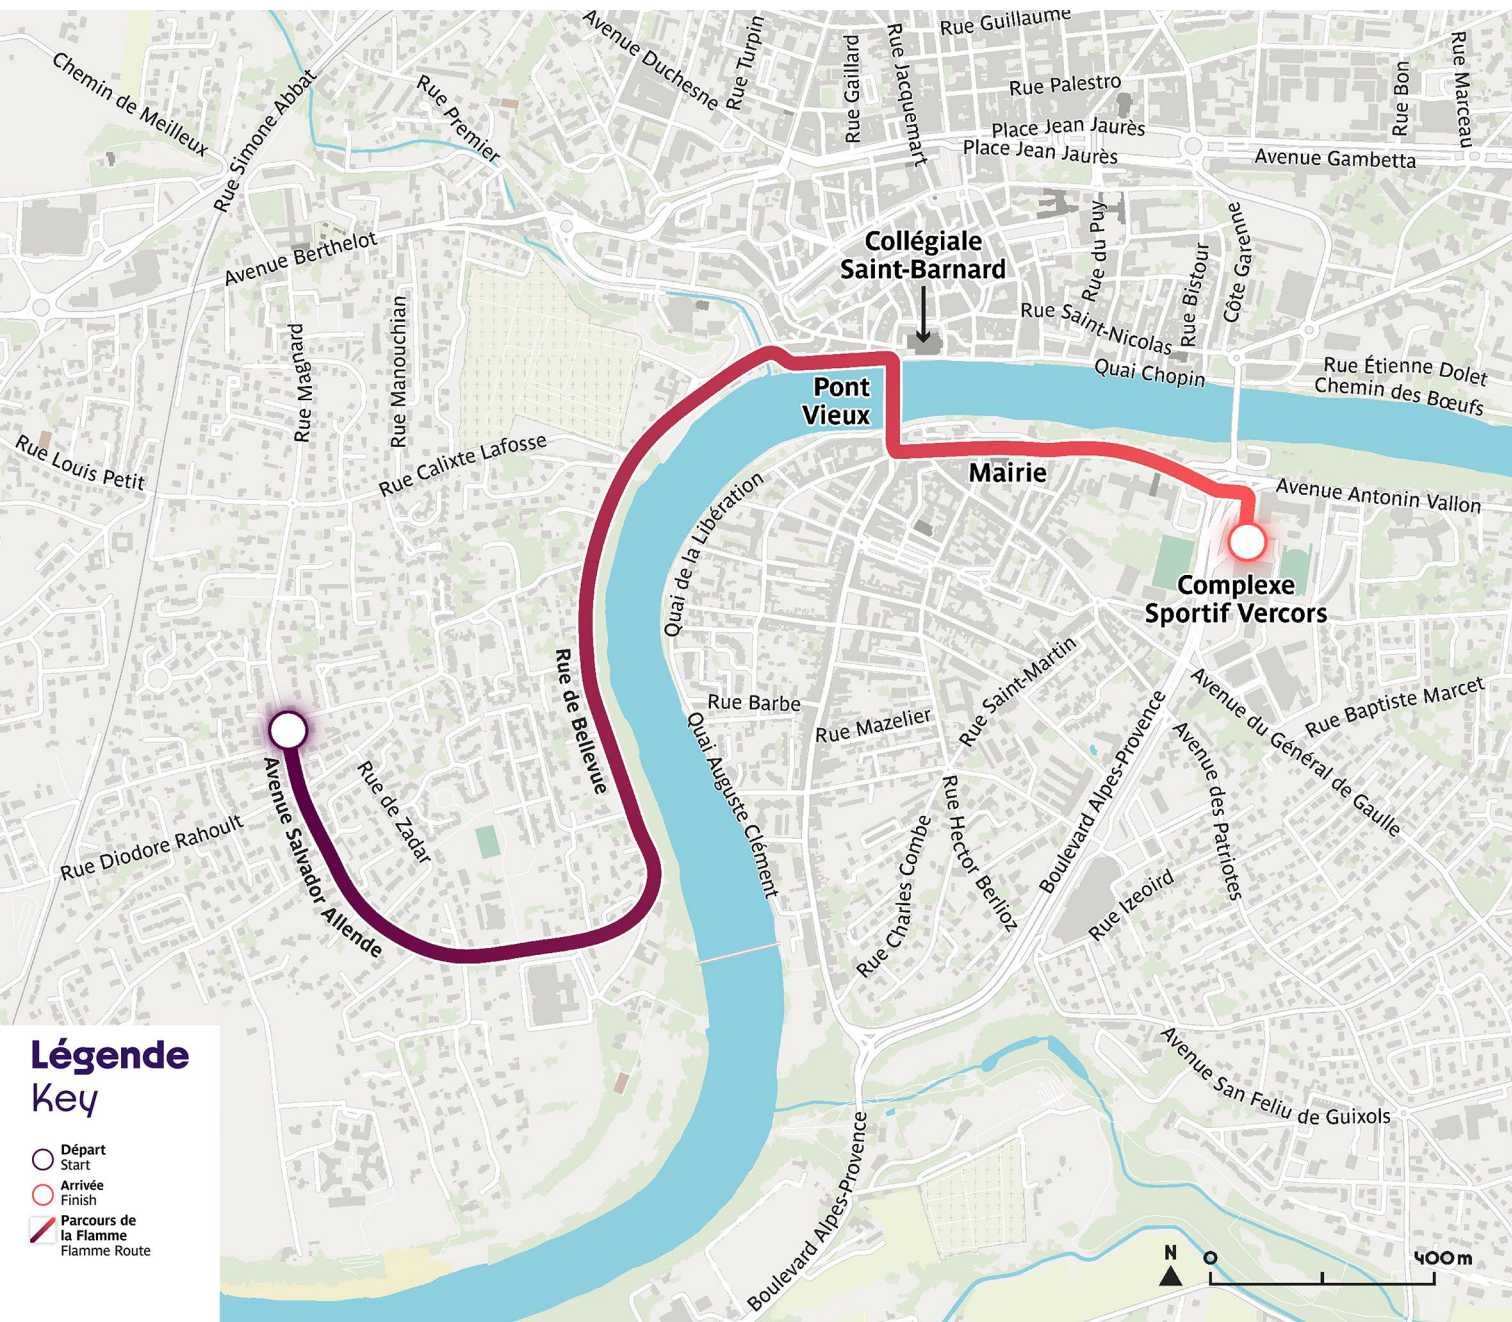 Rue Guillaume
Avenue Duchesne
Rue Turpin
Rue Gaillard
Rue Jacquemart
Rue Palestro
Rue Bon
Rue Marceau
Chemin de Meilleux
Rue Simone Abbat
Rue Premier
Place Jean Jaurès
Place Jean Jaurès
Avenue Gambetta
Avenue Berthelot
Collégiale
Saint-Barnard
Rue du Puy
Rue Bistour
Côte Garenne
Rue Saint-Nicolas
Quai Chopin
Rue Étienne Dolet
Chemin des Bœufs
Rue Magnard
Rue Manouchian
Pont
Vieux
Rue Louis Petit
Rue Calixte Lafosse
Mairie
Avenue Antonin Vallon
Quai de la Libération
Complexe
Sportif Vercors
Rue de Bellevue
Rue Barbe
Rue Mazelier
Rue Saint-Martin
Avenue du Général de Gaulle
Rue Baptiste Marcet
Quai Auguste Clément
Boulevard Alpes-Provence
Avenue des Patriotes
Avenue Salvador Allende
Rue de Zadar
Rue Diodore Rahoult
Rue Charles Combe
Rue Hector Berlioz
Rue Izeoird
Avenue San Feliu de Guixols
Boulevard Alpes-Provence
Légende
Key
Départ
Start
Arrivée
Finish
Parcours de
la Flamme
Flamme Route
N 0 400m